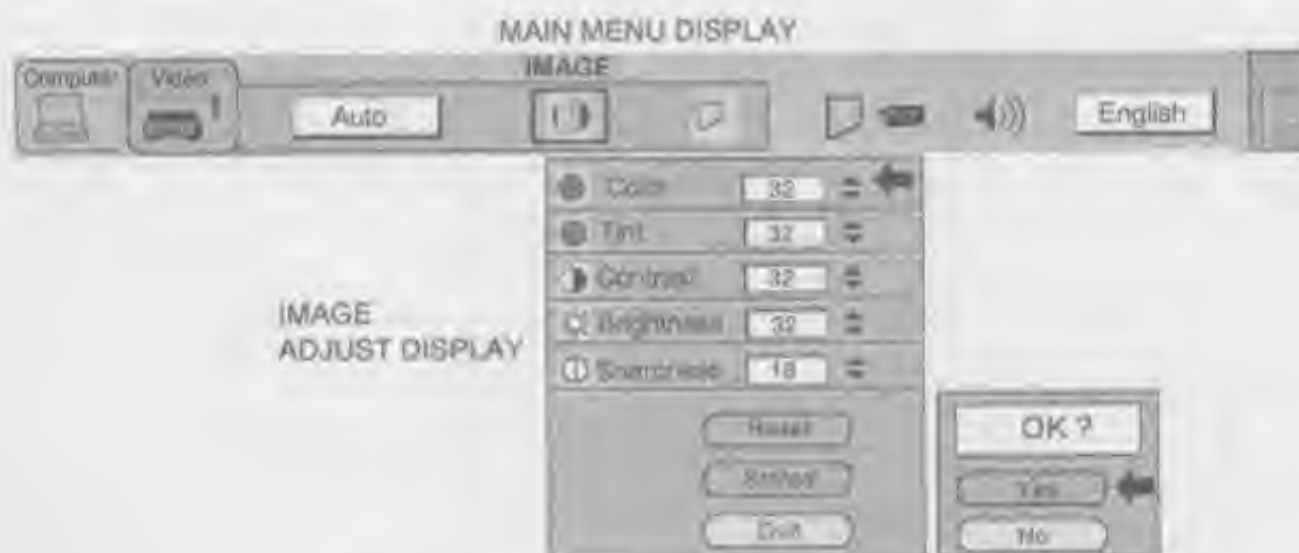 MAIN MENU DISPLAY
IMAGE
Computer Video
Auto
English
Color 32
Tint 32
Contrast 32
Brightness 32
Sharpness
IMAGE
ADJUST DISPLAY
Reset
OK ?
Yes
Quit
No